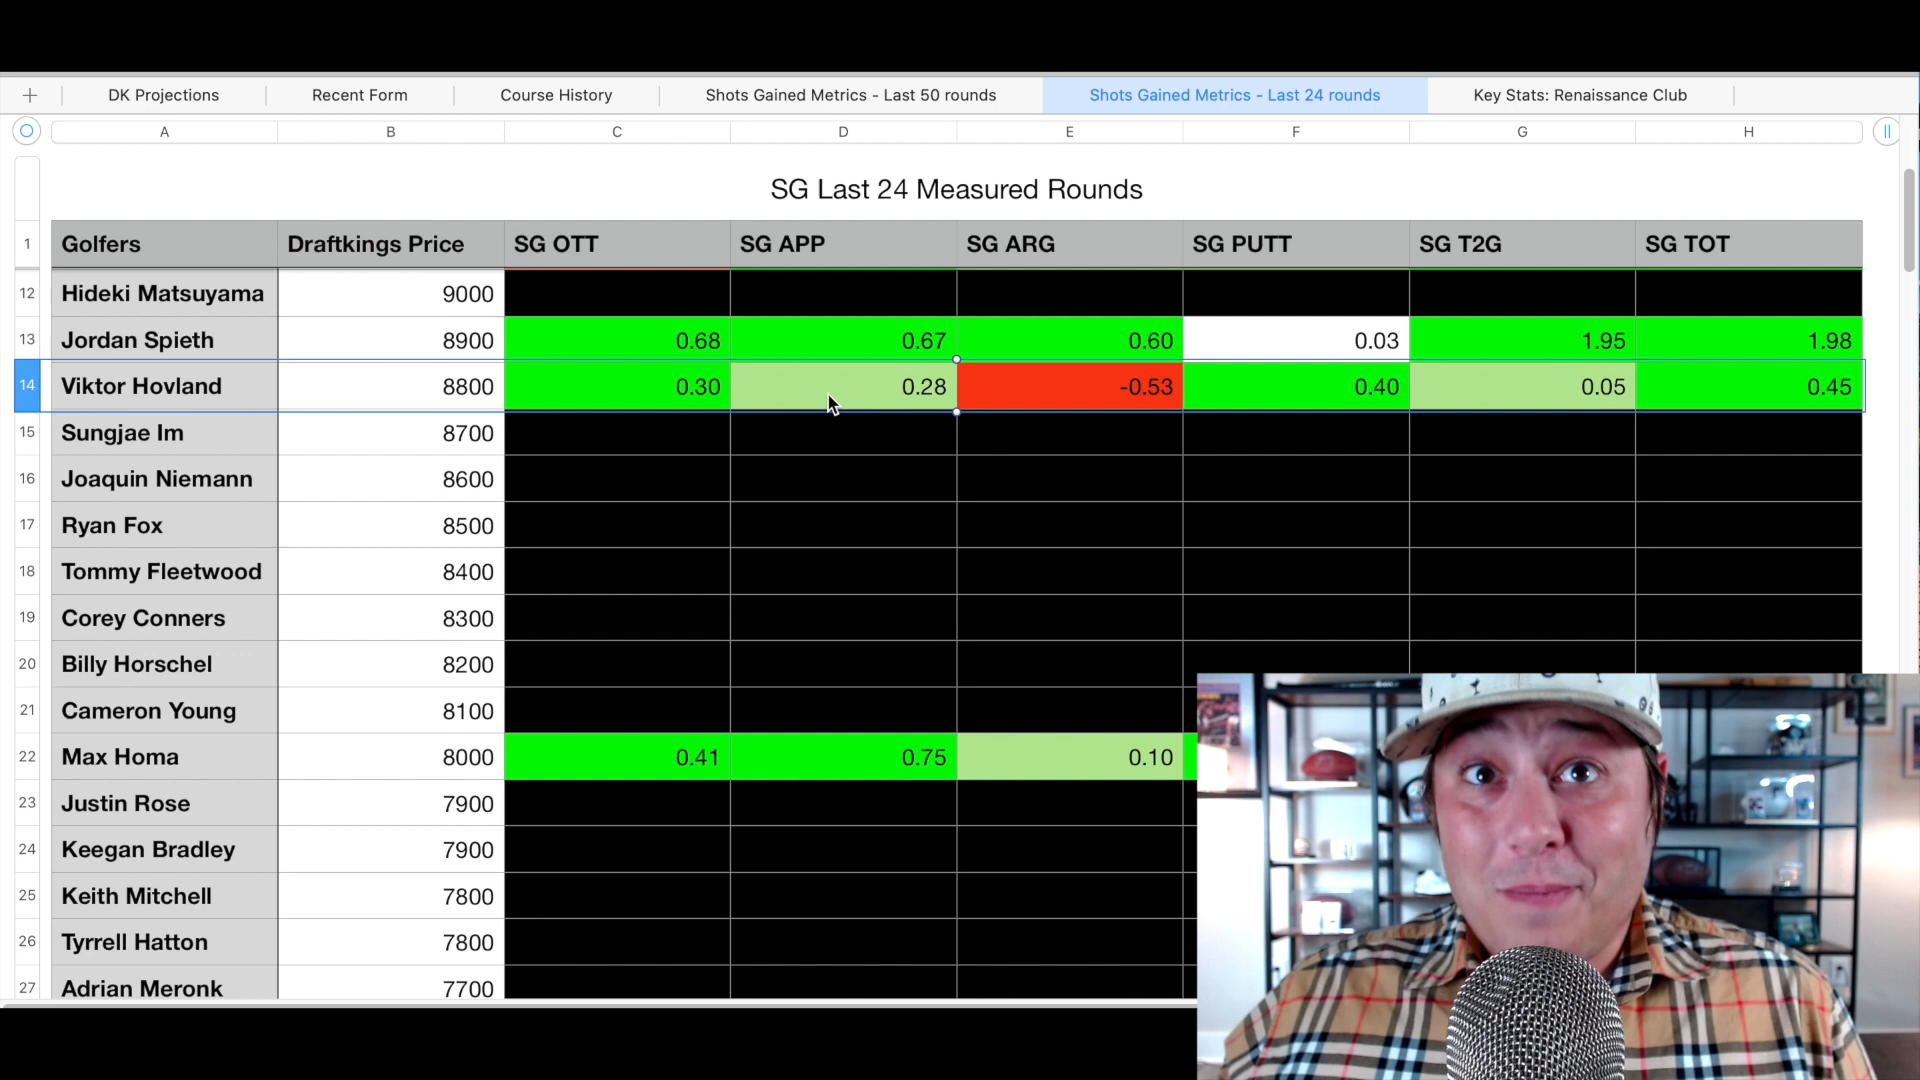 + DK Projections Recent Form Course History Shots Gained Metrics - Last 50 rounds Shots Gained Metrics - Last 24 rounds Key Stats: Renaissance Club
A B C D E F G H
SG Last 24 Measured Rounds
1 Golfers Draftkings Price SG OTT SG APP SG ARG SG PUTT SG T2G SG TOT
12 Hideki Matsuyama 9000
13 Jordan Spieth 8900 0.68 0.67 0.60 0.03 1.95 1.98
14 Viktor Hovland 8800 0.30 0.28 -0.53 0.40 0.05 0.45
15 Sungjae Im 8700
16 Joaquin Niemann 8600
17 Ryan Fox 8500
18 Tommy Fleetwood 8400
19 Corey Conners 8300
20 Billy Horschel 8200
21 Cameron Young 8100
22 Max Homa 8000 0.41 0.75 0.10
23 Justin Rose 7900
24 Keegan Bradley 7900
25 Keith Mitchell 7800
26 Tyrrell Hatton 7800
27 Adrian Meronk 7700